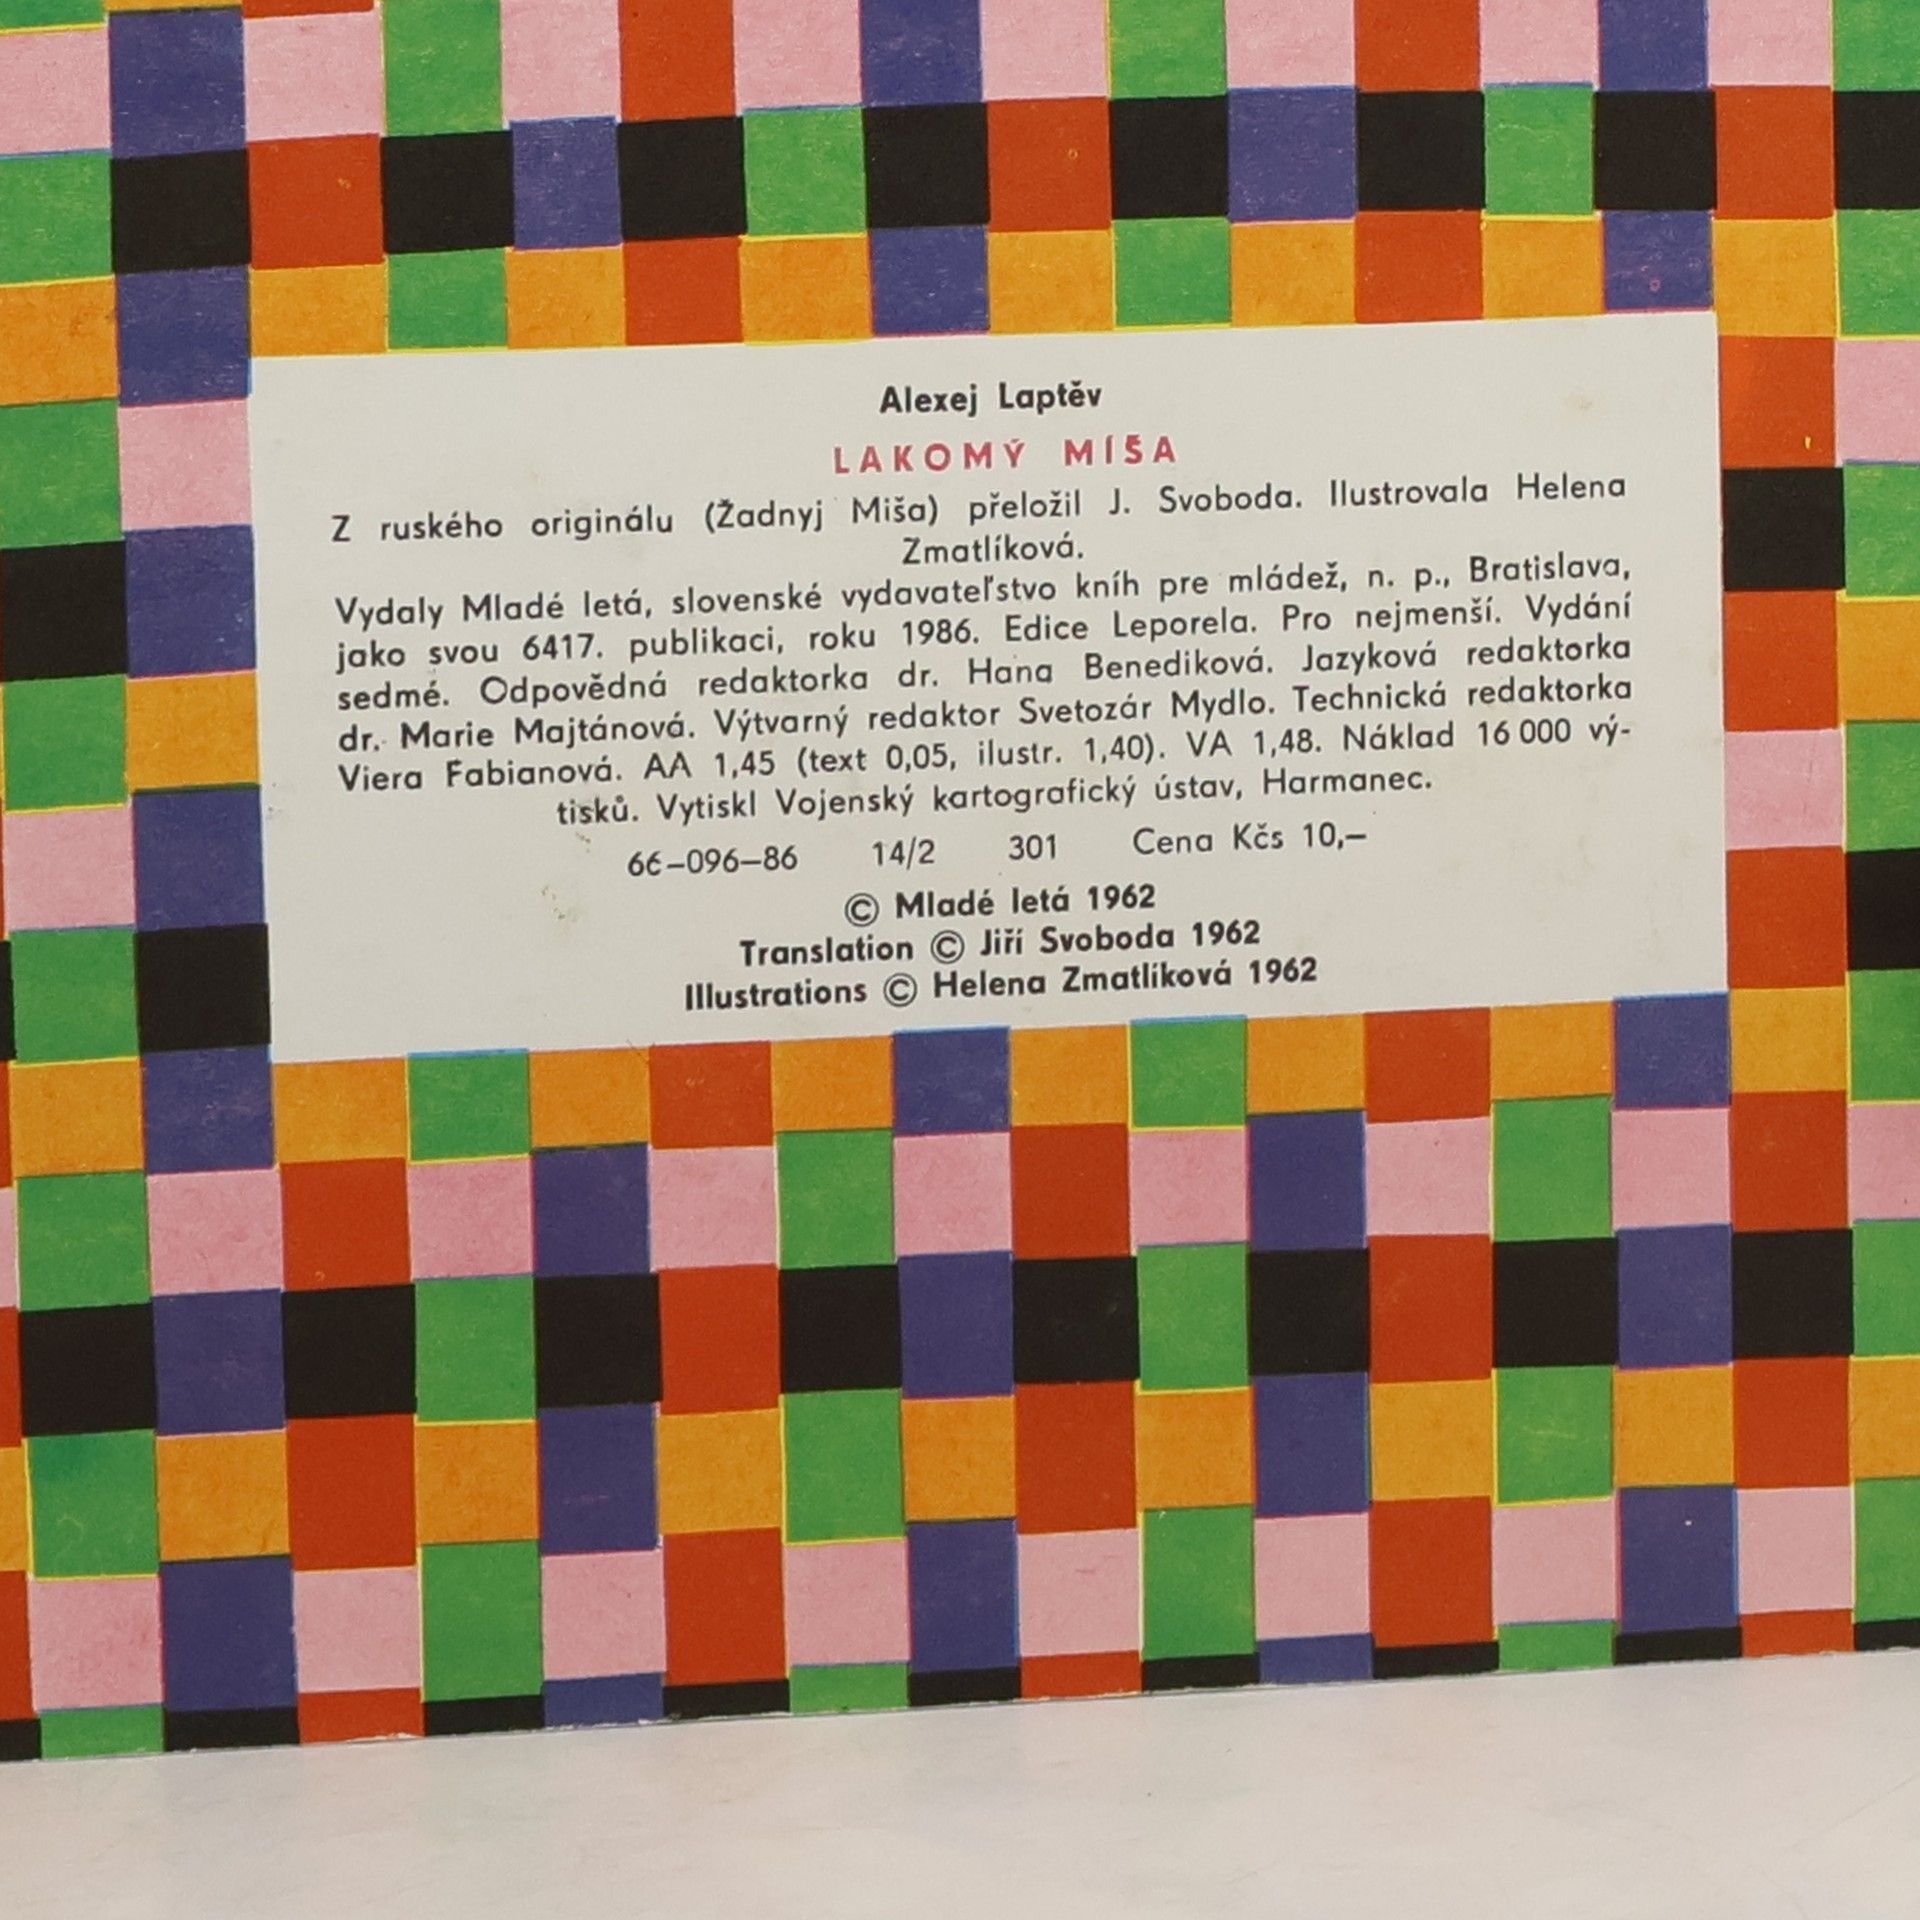 Alexej Laptěv
LAKOMÝ MÍŠA
Z ruského originálu (Žadnyj Miša) přeložil J. Svoboda. Ilustrovala Helena
Zmatlíková.
Vydaly Mladé letá, slovenské vydavateľstvo kníh pre mládež, n. p., Bratislava,
jako svou 6417. publikaci, roku 1986. Edice Leporela. Pro nejmenší. Vydání
sedmé. Odpovědná redaktorka dr. Hana Benediková. Jazyková redaktorka
dr. Marie Majtánová. Výtvarný redaktor Svetozár Mydlo. Technická redaktorka
Viera Fabianová. AA 1,45 (text 0,05, ilustr. 1,40). VA 1,48. Náklad 16 000 vý-
tisků. Vytiskl Vojenský kartografický ústav, Harmanec.
66–096–86 14/2 301 Cena Kčs 10,–
© Mladé letá 1962
Translation © Jiří Svoboda 1962
Illustrations © Helena Zmatlíková 1962